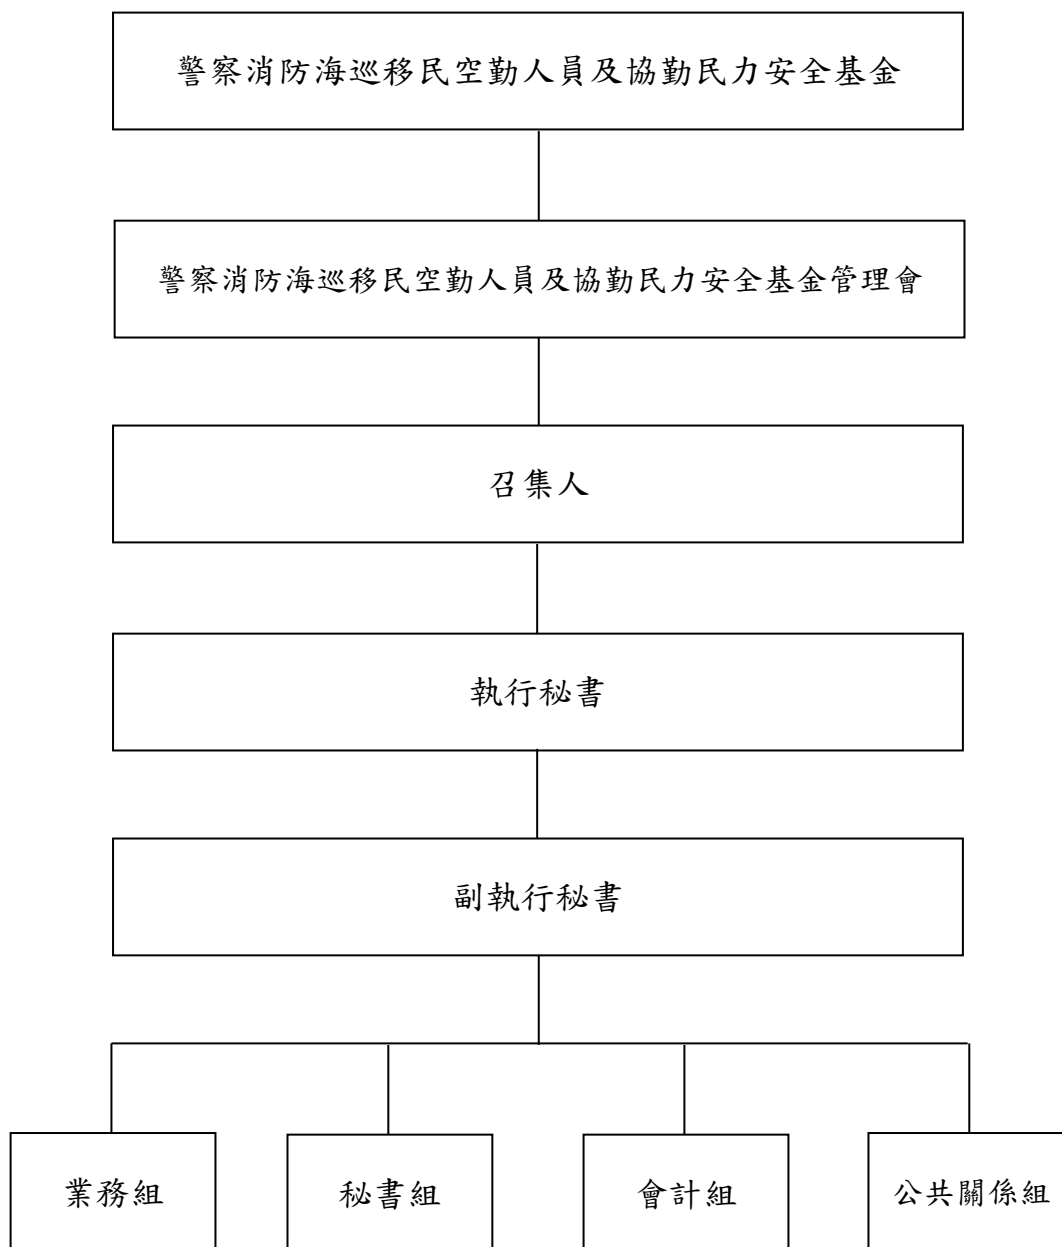 警察消防海巡移民空勤人員及協勤民力安全基金
警察消防海巡移民空勤人員及協勤民力安全基金管理會
召集人
執行秘書
副執行秘書
業務組
秘書組
會計組
公共關係組